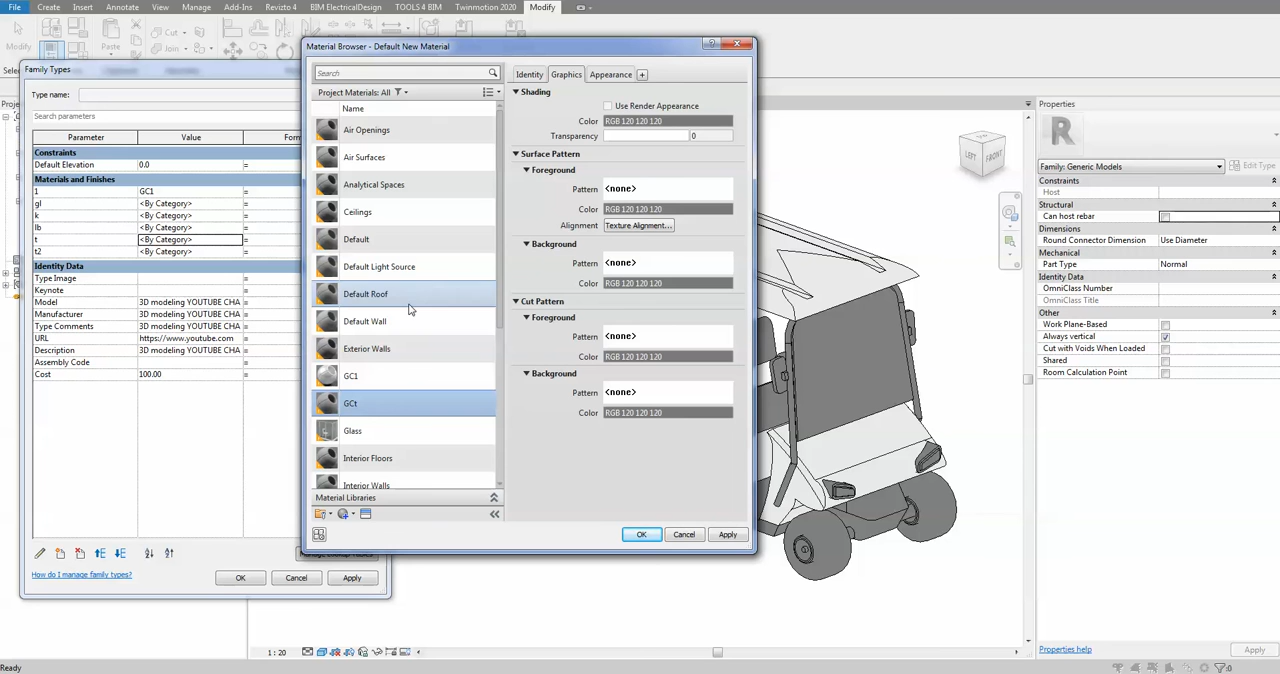 File Create Insert Annotate View Manage Add-Ins Revizto 4 BIM ElectricalDesign TOOLS 4 BIM Twinmotion 2020 Modify
Modify Paste Cut Join
Family Types
Type name:
Search parameters
Parameter Value
Constraints
Default Elevation 0.0 =
Materials and Finishes
1 GC1 =
gl <By Category> =
k <By Category> =
lb <By Category> =
t <By Category> =
t2 <By Category> =
Identity Data
Type Image =
Keynote =
Model 3D modeling YOUTUBE CHA =
Manufacturer 3D modeling YOUTUBE CHA =
Type Comments 3D modeling YOUTUBE CHA =
URL https://www.youtube.com =
Description 3D modeling YOUTUBE CHA =
Assembly Code =
Cost 100.00 =
How do I manage family types?
OK Cancel Apply
Material Browser - Default New Material
Search
Project Materials: All
Name
Air Openings
Air Surfaces
Analytical Spaces
Ceilings
Default
Default Light Source
Default Roof
Default Wall
Exterior Walls
GC1
GCt
Glass
Interior Floors
Interior Walls
Material Libraries
Identity Graphics Appearance +
Shading
Use Render Appearance
Color RGB 120 120 120
Transparency 0
Surface Pattern
Foreground
Pattern <none>
Color RGB 120 120 120
Alignment Texture Alignment...
Background
Pattern <none>
Color RGB 120 120 120
Cut Pattern
Foreground
Pattern <none>
Color RGB 120 120 120
Background
Pattern <none>
Color RGB 120 120 120
OK Cancel Apply
LEFT FRONT
Properties
R
Family: Generic Models Edit Type
Constraints
Host
Structural
Can host rebar
Dimensions
Round Connector Dimension Use Diameter
Mechanical
Part Type Normal
Identity Data
OmniClass Number
OmniClass Title
Other
Work Plane-Based
Always vertical
Cut with Voids When Loaded
Shared
Room Calculation Point
Properties help Apply
1 : 20
Ready :0